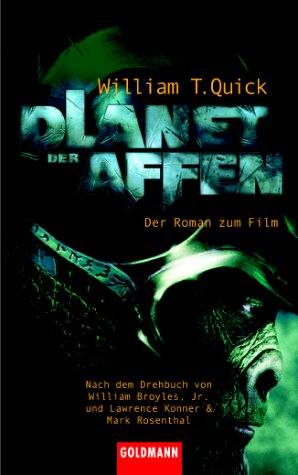 William T. Quick
PLANET
DER
AFFEN
Der Roman zum Film
Nach dem Drehbuch von
William Broyles, Jr.
und Lawrence Konner &
Mark Rosenthal
GOLDMANN